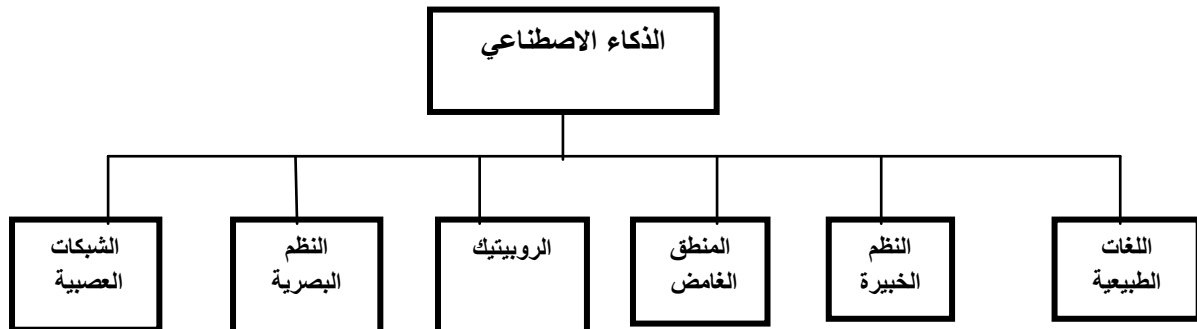 الذكاء الاصطناعي
اللغات
الطبيعية
النظم
الخبيرة
المنطق
الغامض
الروبيتيك
النظم
البصرية
الشبكات
العصبية